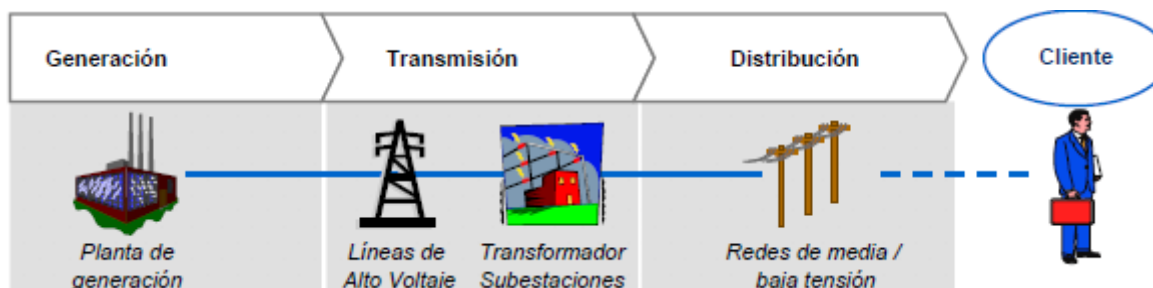 Generación
Transmisión
Distribución
Cliente
Planta de
generación
Líneas de
Alto Voltaje
Transformador
Subestaciones
Redes de media /
baja tensión